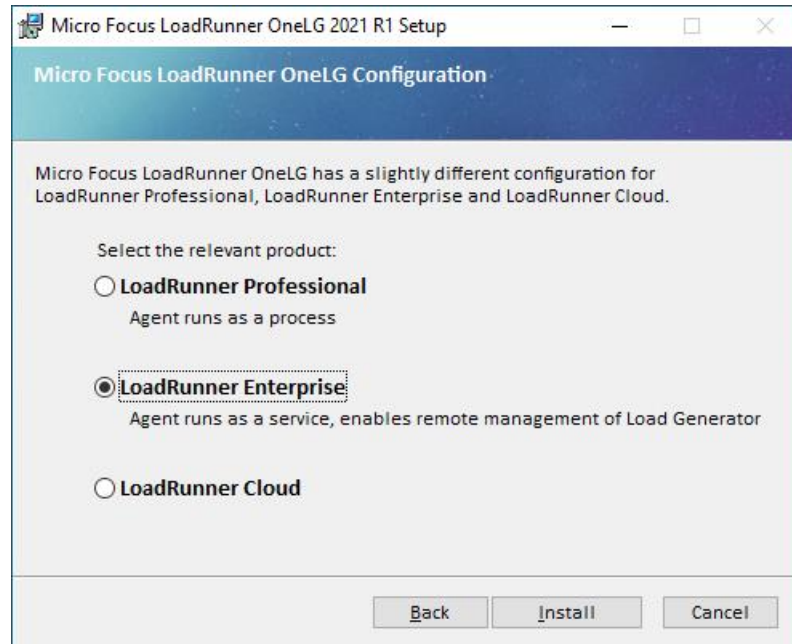 Micro Focus LoadRunner OneLG 2021 R1 Setup
Micro Focus LoadRunner OneLG Configuration
Micro Focus LoadRunner OneLG has a slightly different configuration for
LoadRunner Professional, LoadRunner Enterprise and LoadRunner Cloud.
Select the relevant product:
LoadRunner Professional
Agent runs as a process
LoadRunner Enterprise
Agent runs as a service, enables remote management of Load Generator
LoadRunner Cloud
Back Install Cancel